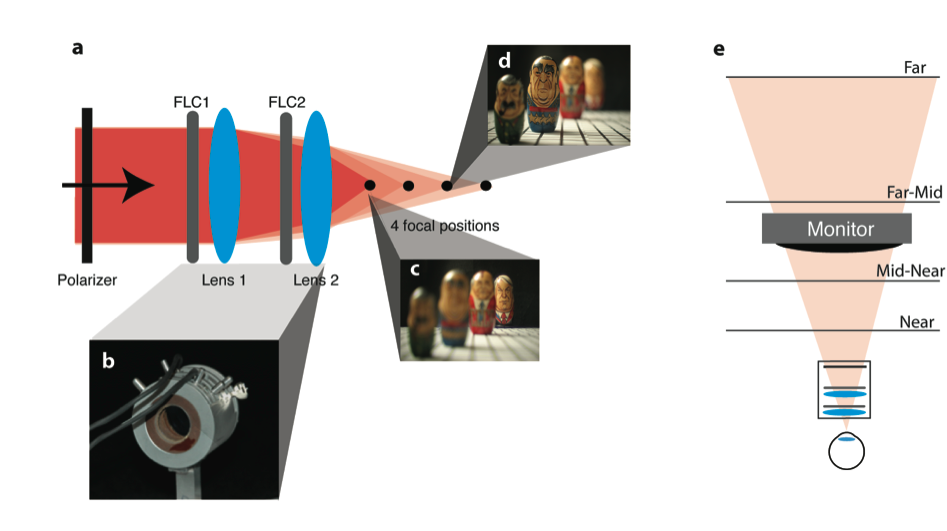 a
FLC1
FLC2
Polarizer
Lens 1
Lens 2
4 focal positions
b
c
d
e
Far
Far-Mid
Monitor
Mid-Near
Near